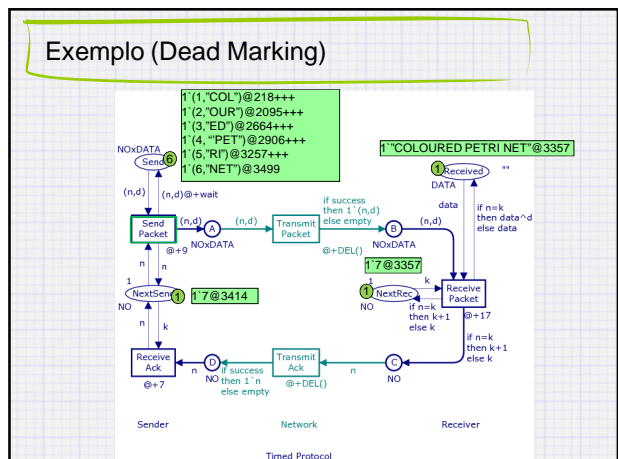 Exemplo (Dead Marking)
1`(1,"COL")@218+++
1`(2,"OUR")@2095+++
1`(3,"ED")@2664+++
1`(4, “"PET")@2906+++
1`(5,"RI")@3257+++
1`(6,"NET")@3499
1`"COLOURED PETRI NET"@3357
NOxDATA
Send
6
1
Received
""
DATA
(n,d)
(n,d)@+wait
data
if n=k
then data^d
else data
Send
Packet
@+9
(n,d)
A
NOxDATA
(n,d)
Transmit
Packet
@+DEL()
if success
then 1`(n,d)
else empty
B
NOxDATA
(n,d)
n
n
1`7@3357
1
NextSend
1
NO
1`7@3414
1
1
NextRec
NO
k
if n=k
then k+1
else k
Receive
Packet
@+17
n
k
if n=k
then k+1
else k
Receive
Ack
@+7
n
D
NO
if success
then 1`n
else empty
Transmit
Ack
@+DEL()
n
C
NO
Sender
Network
Receiver
Timed Protocol